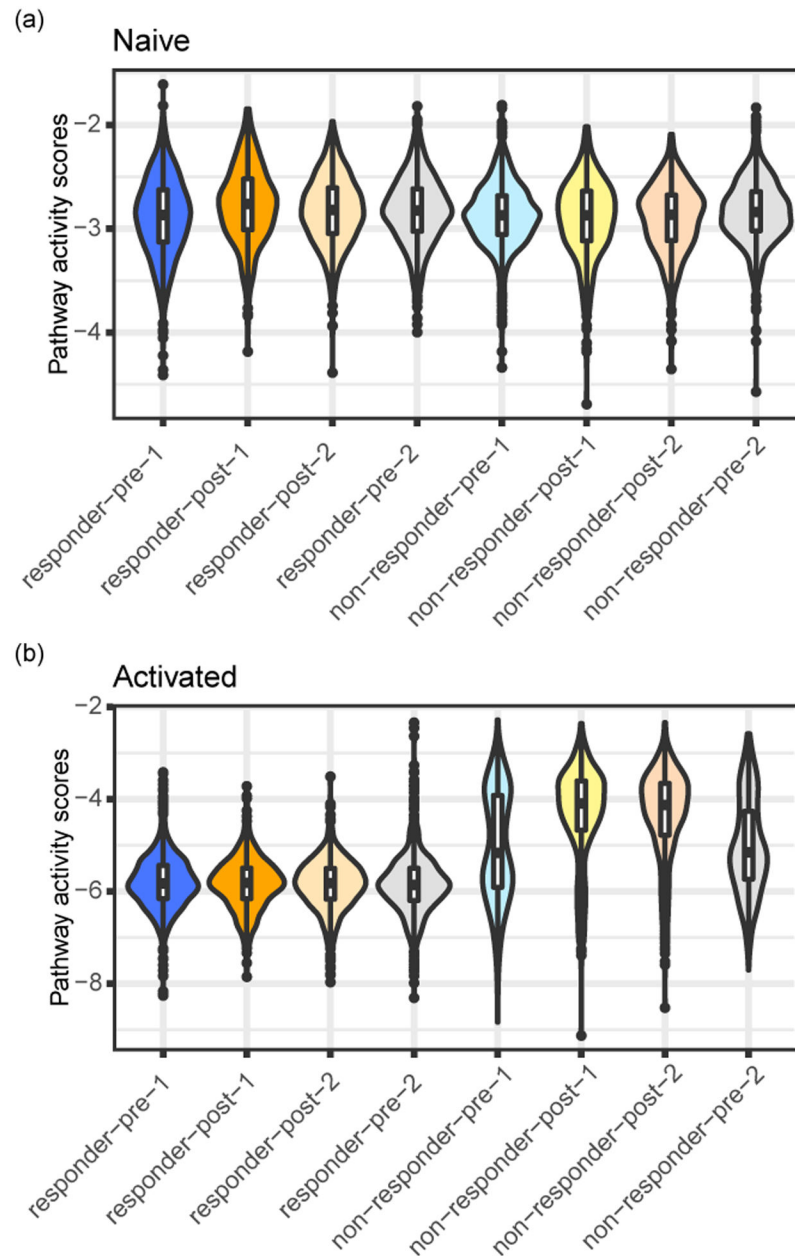 (a)
Naive
Pathway activity scores
−2
−3
−4
responder−pre−1
responder−post−1
responder−post−2
responder−pre−2
non−responder−pre−1
non−responder−post−1
non−responder−post−2
non−responder−pre−2
(b)
Activated
Pathway activity scores
−2
−4
−6
−8
responder−pre−1
responder−post−1
responder−post−2
responder−pre−2
non−responder−pre−1
non−responder−post−1
non−responder−post−2
non−responder−pre−2